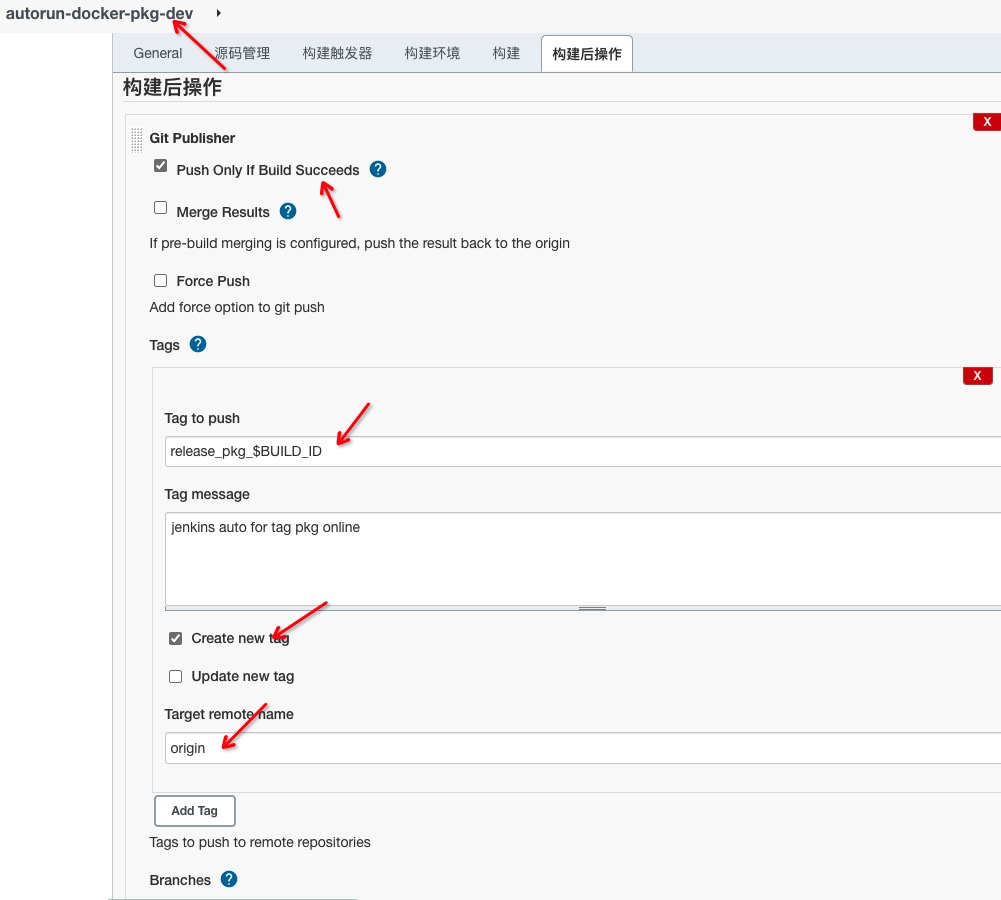 autorun-docker-pkg-dev
General 源码管理 构建触发器 构建环境 构建 构建后操作
构建后操作
X
Git Publisher
Push Only If Build Succeeds ?
Merge Results ?
If pre-build merging is configured, push the result back to the origin
Force Push
Add force option to git push
Tags ?
X
Tag to push
release_pkg_$BUILD_ID
Tag message
jenkins auto for tag pkg online
Create new tag
Update new tag
Target remote name
origin
Add Tag
Tags to push to remote repositories
Branches ?